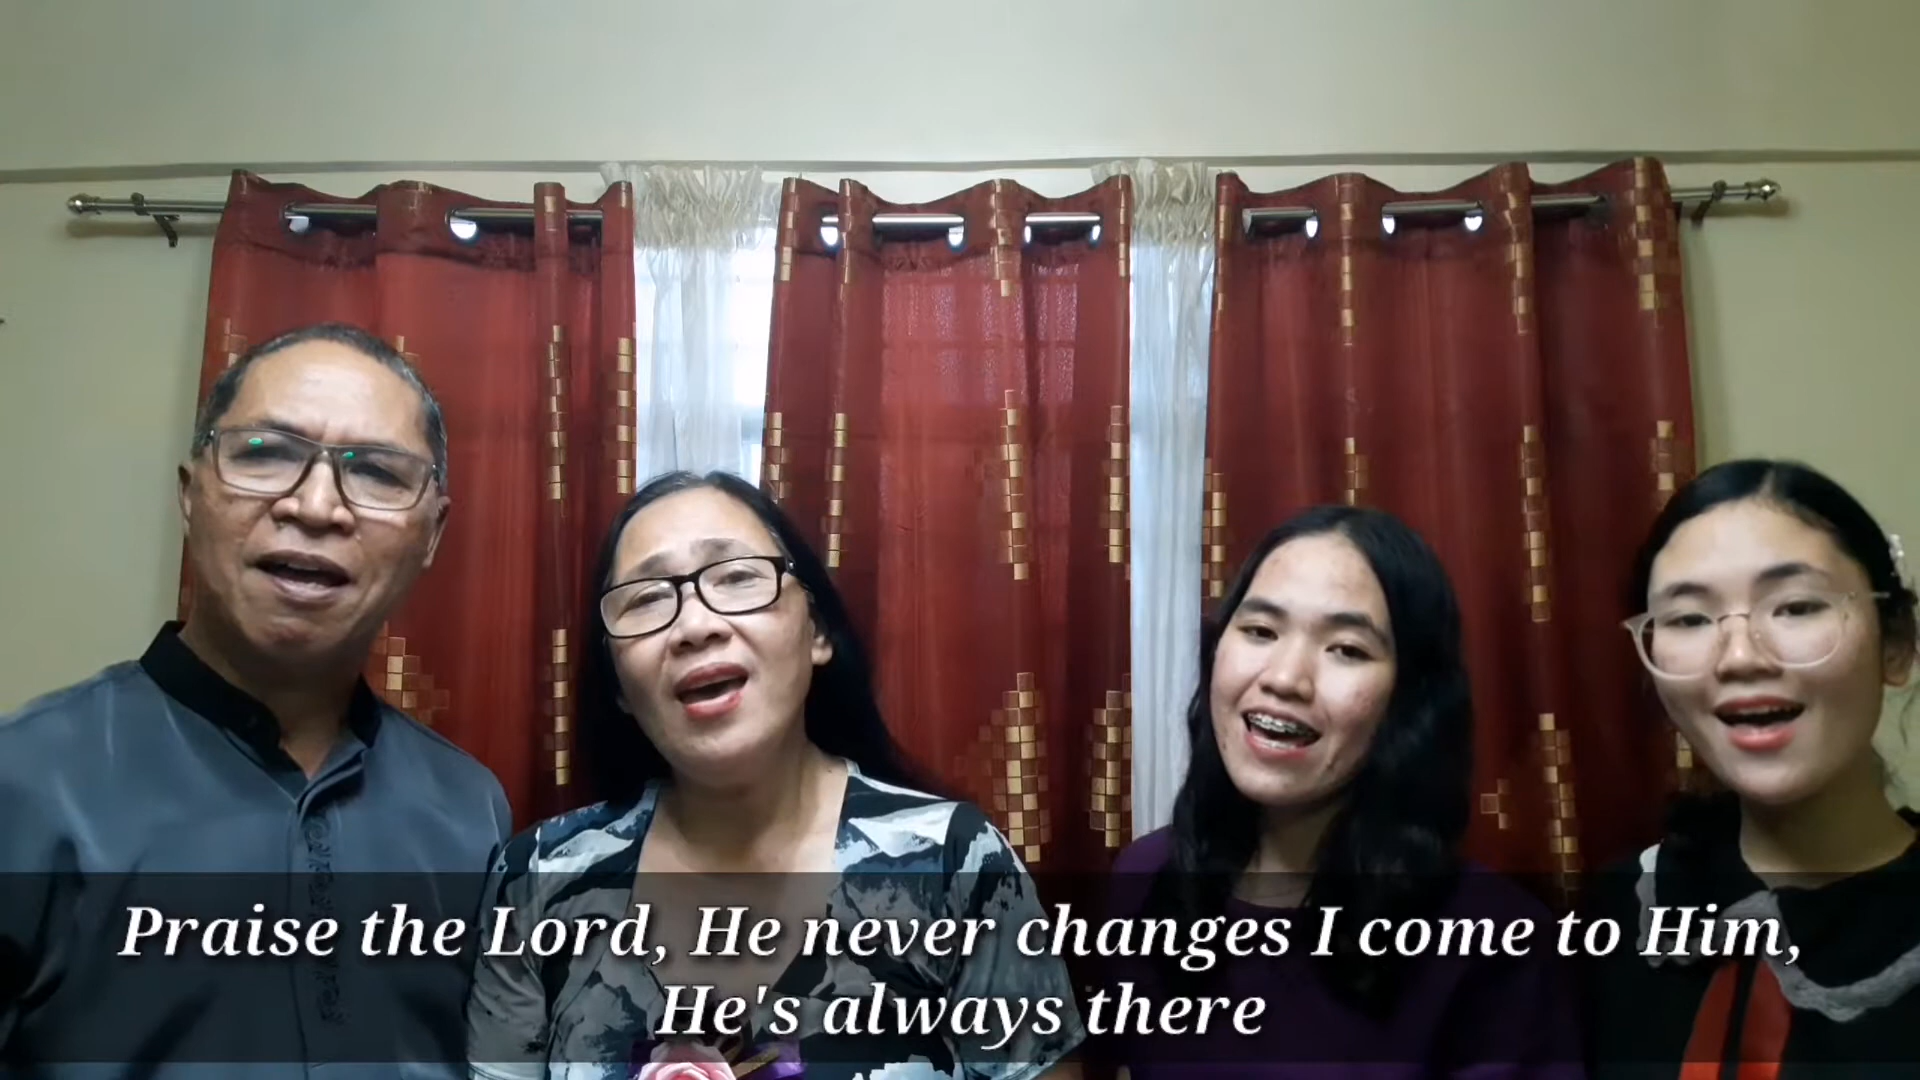 Praise the Lord, He never changes I come to Him,
He's always there